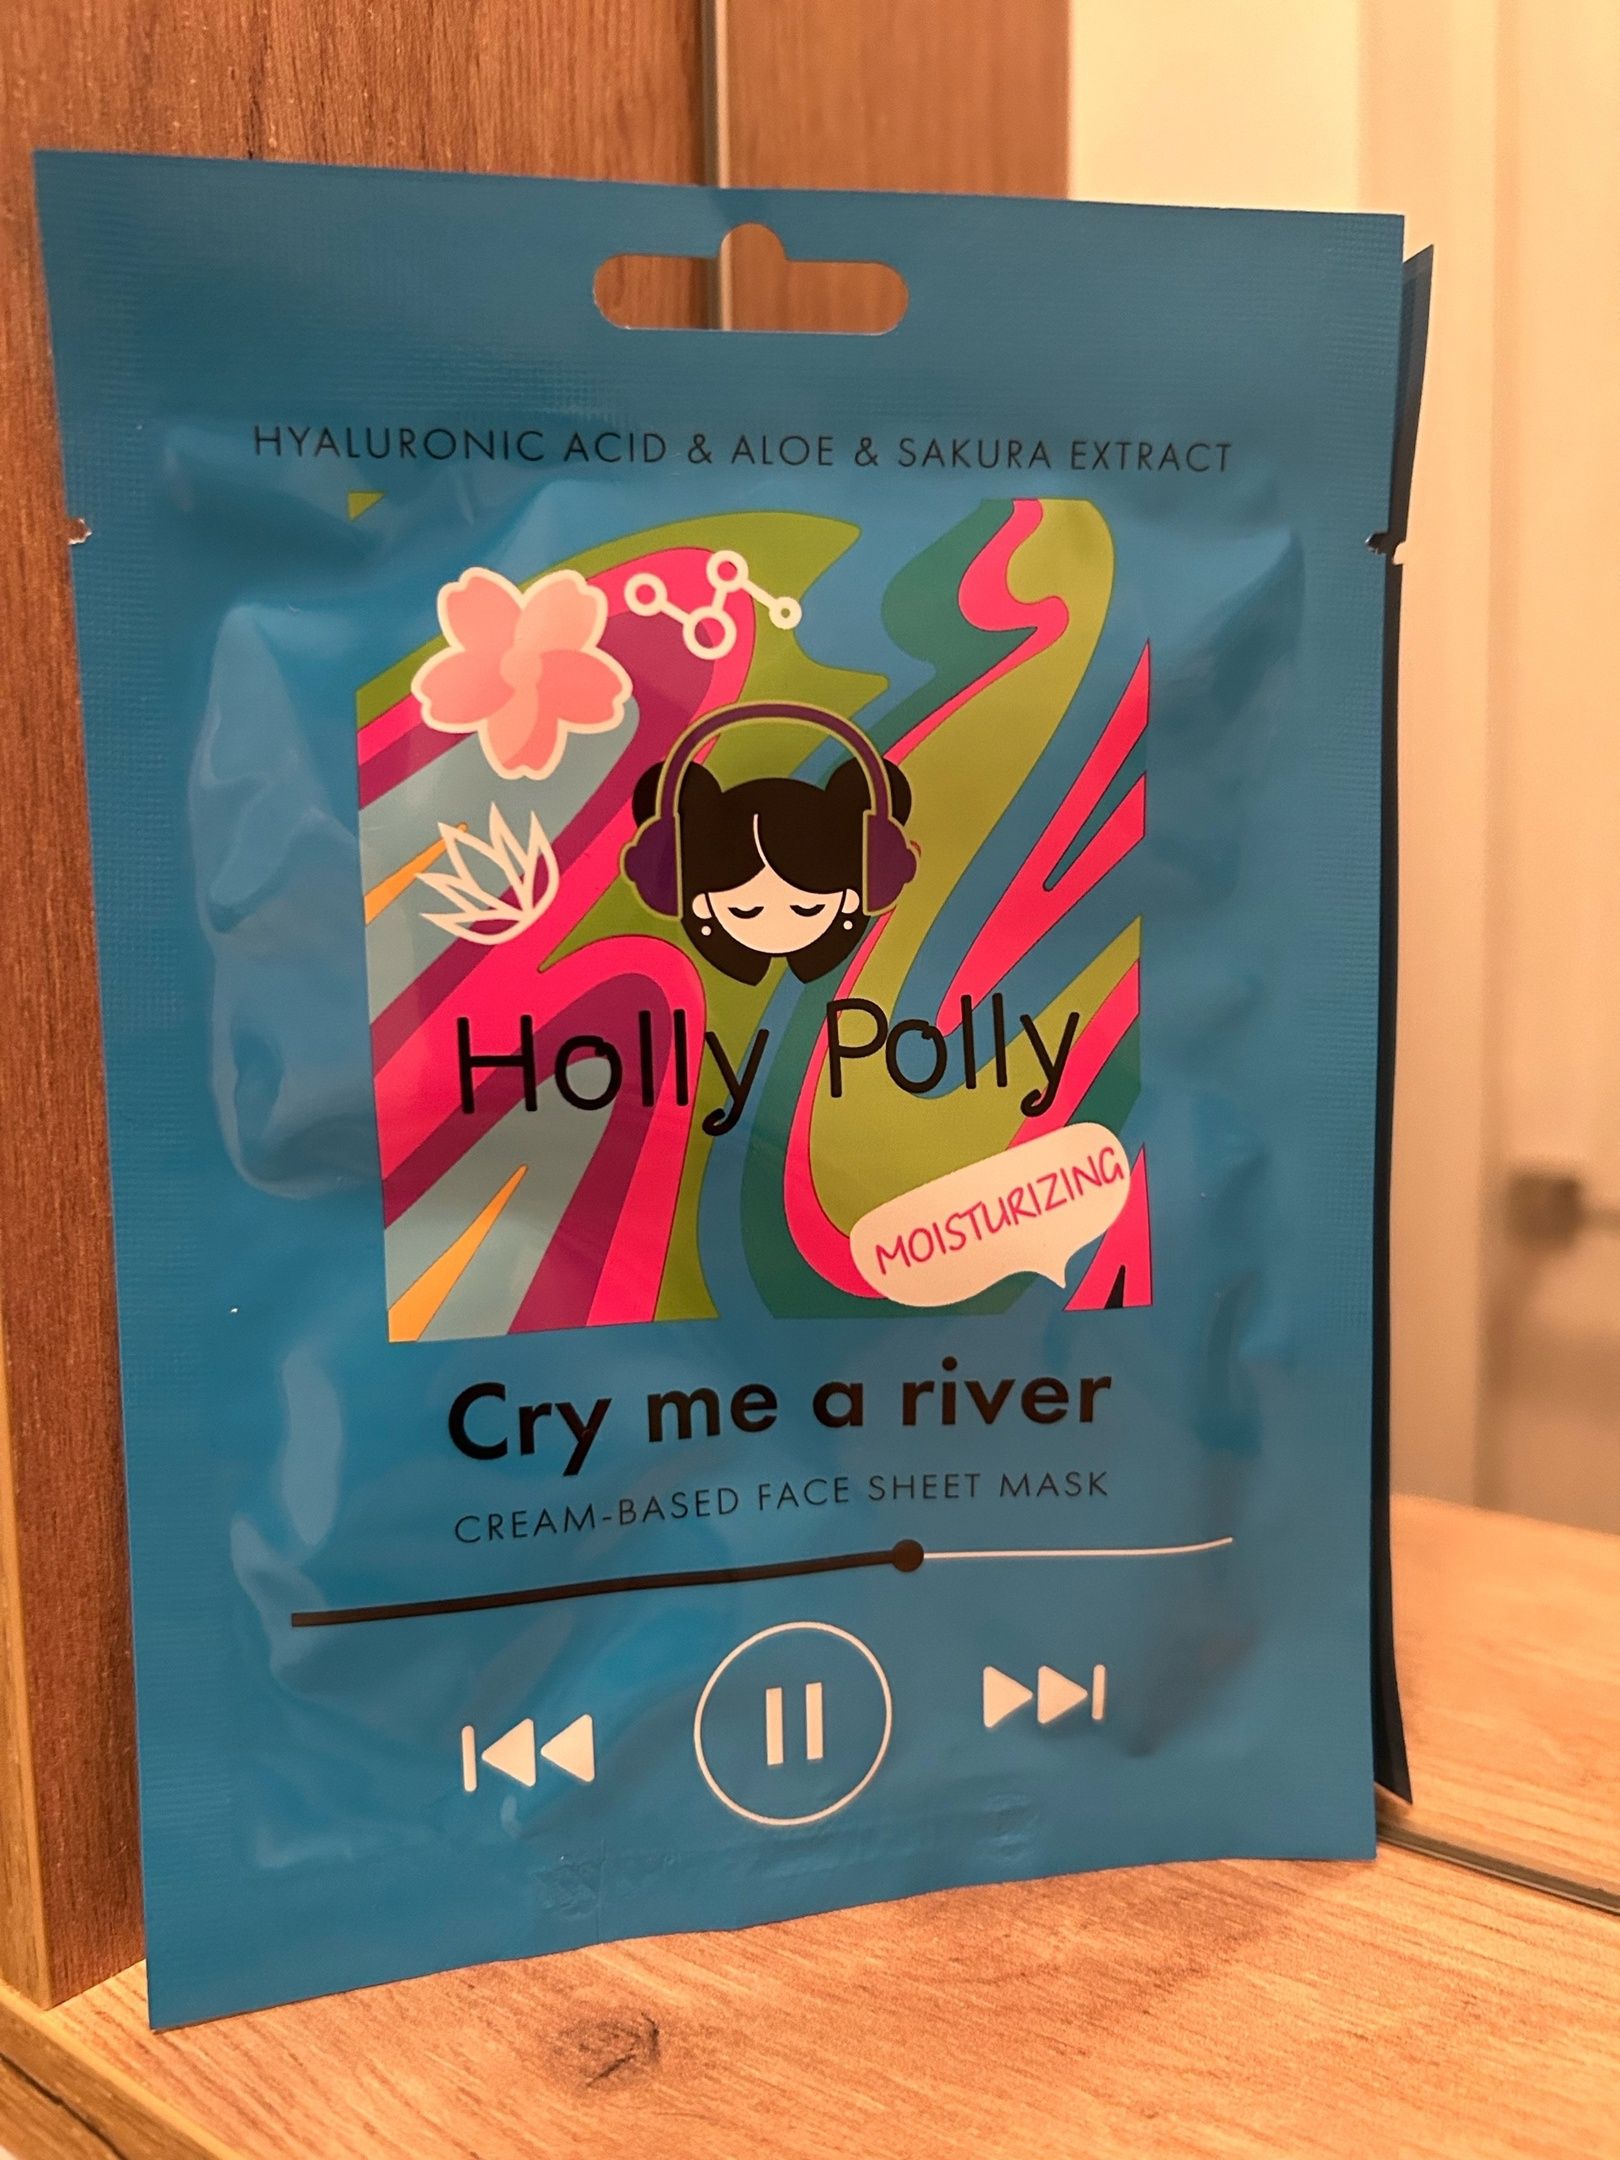 HYALURONIC ACID & ALOE & SAKURA EXTRACT
Holly Polly
MOISTURIZING
Cry me a river
CREAM-BASED FACE SHEET MASK